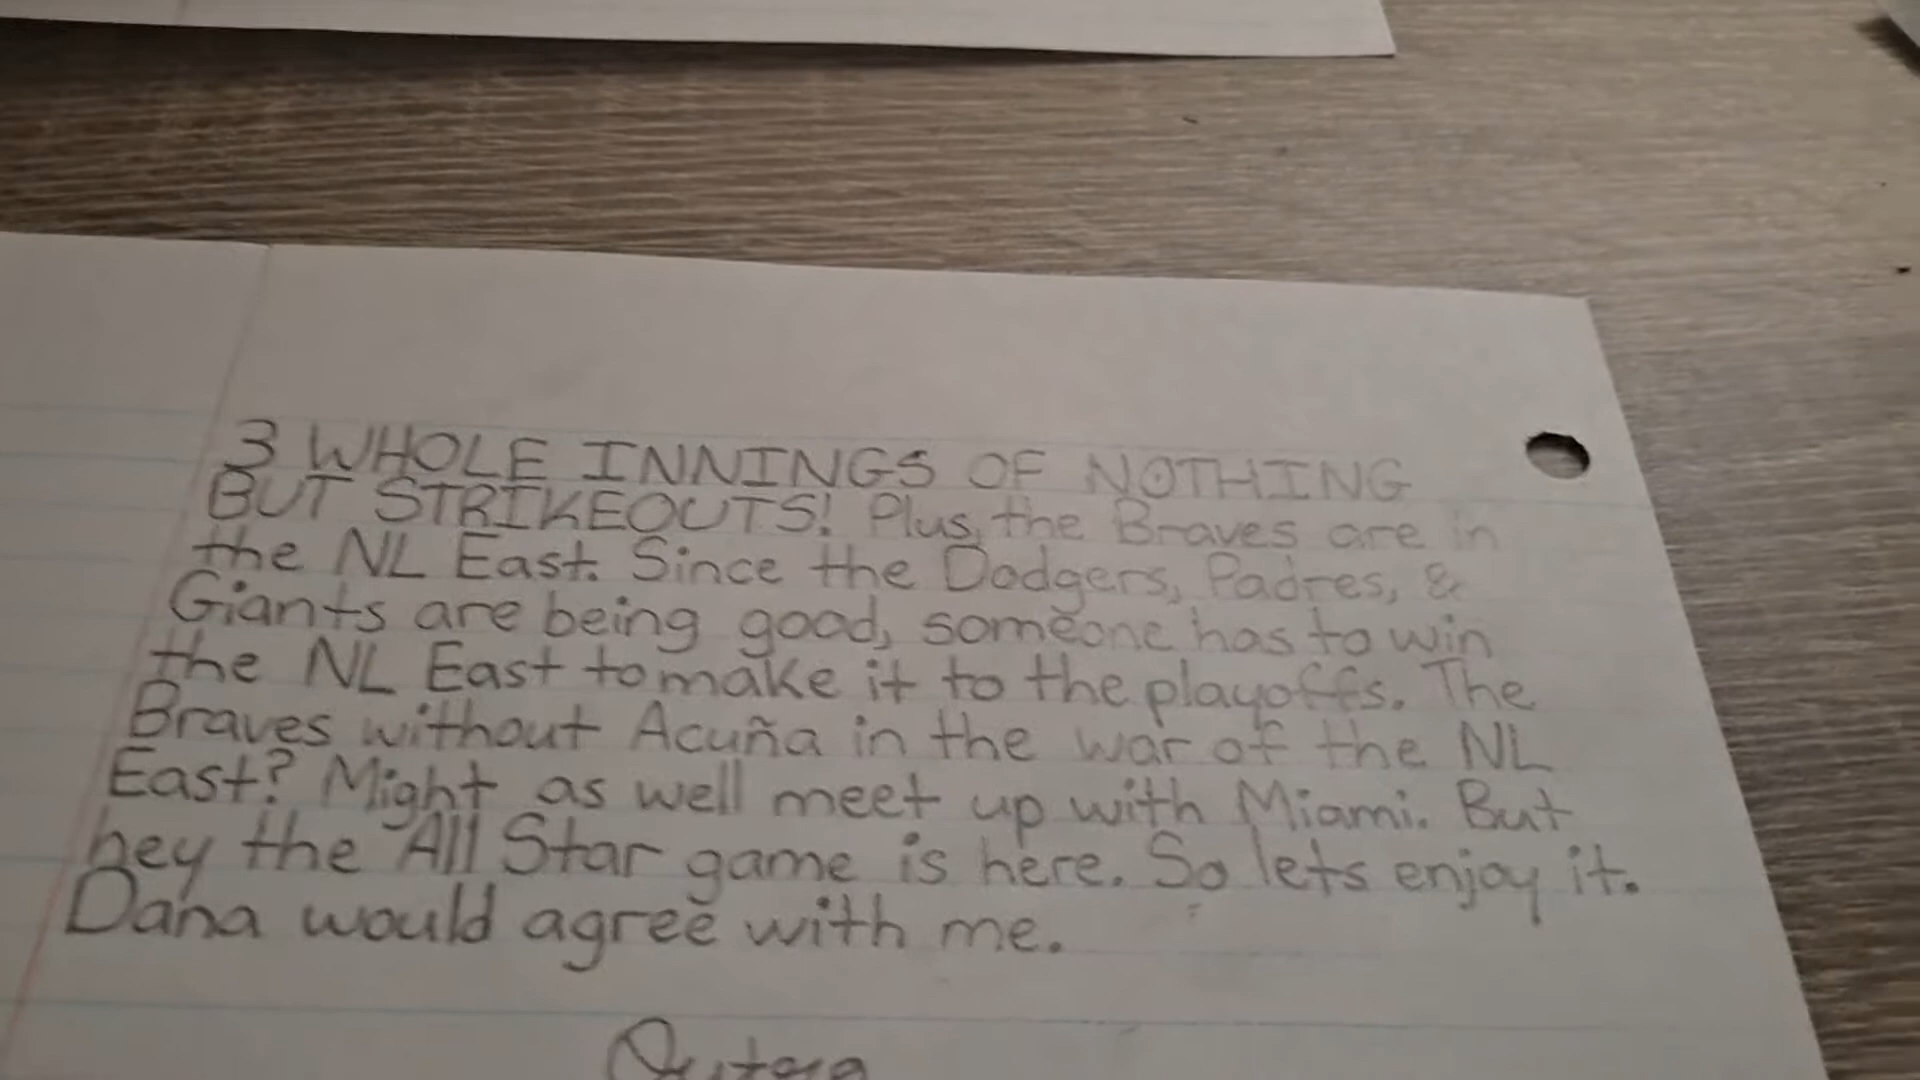 3 WHOLE INNINGS OF NOTHING
BUT STRIKEOUTS! Plus, the Braves are in
the NL East. Since the Dodgers, Padres, &
Giants are being good, someone has to win
the NL East to make it to the playoffs. The
Braves without Acuña in the war of the NL
East? Might as well meet up with Miami. But
hey the All Star game is here. So lets enjoy it.
Dana would agree with me.